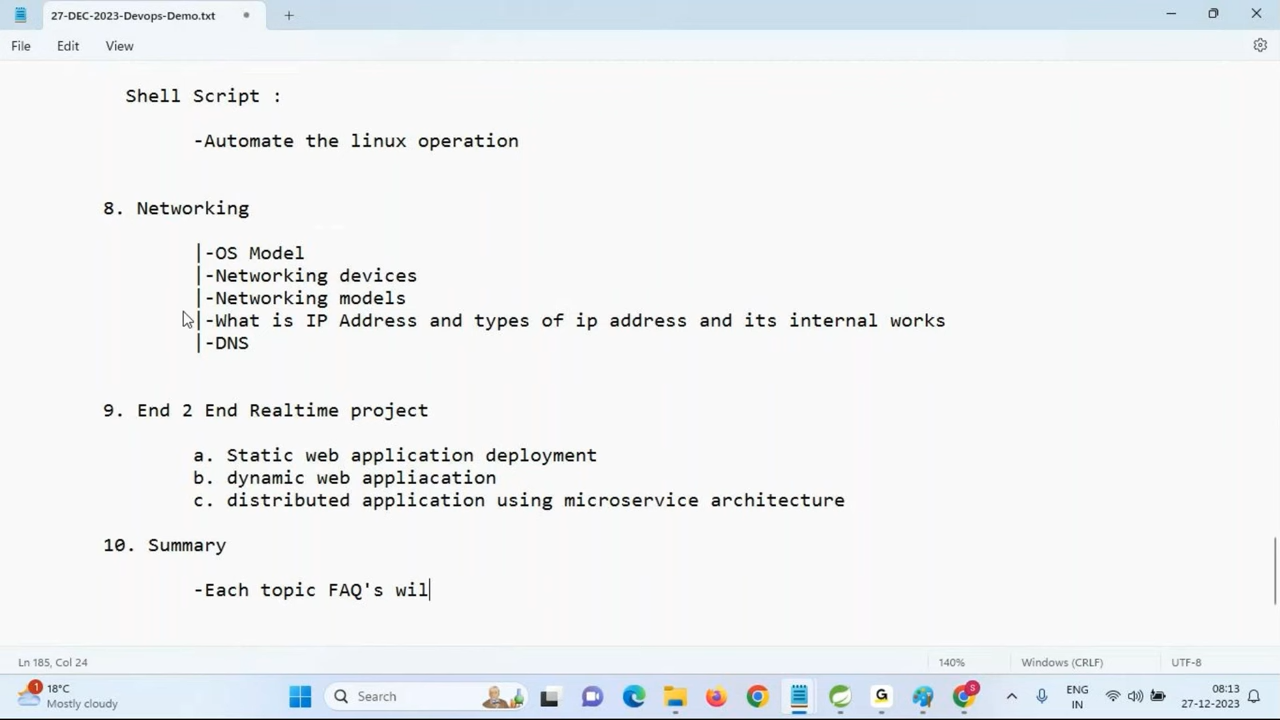 27-DEC-2023-Devops-Demo.txt
File Edit View
Shell Script :
-Automate the linux operation
8. Networking
|-OS Model
|-Networking devices
|-Networking models
|-What is IP Address and types of ip address and its internal works
|-DNS
9. End 2 End Realtime project
a. Static web application deployment
b. dynamic web appliacation
c. distributed application using microservice architecture
10. Summary
-Each topic FAQ's wil
Ln 185, Col 24 140% Windows (CRLF) UTF-8
1 18°C Mostly cloudy
Search
G
5
ENG IN
08:13
27-12-2023